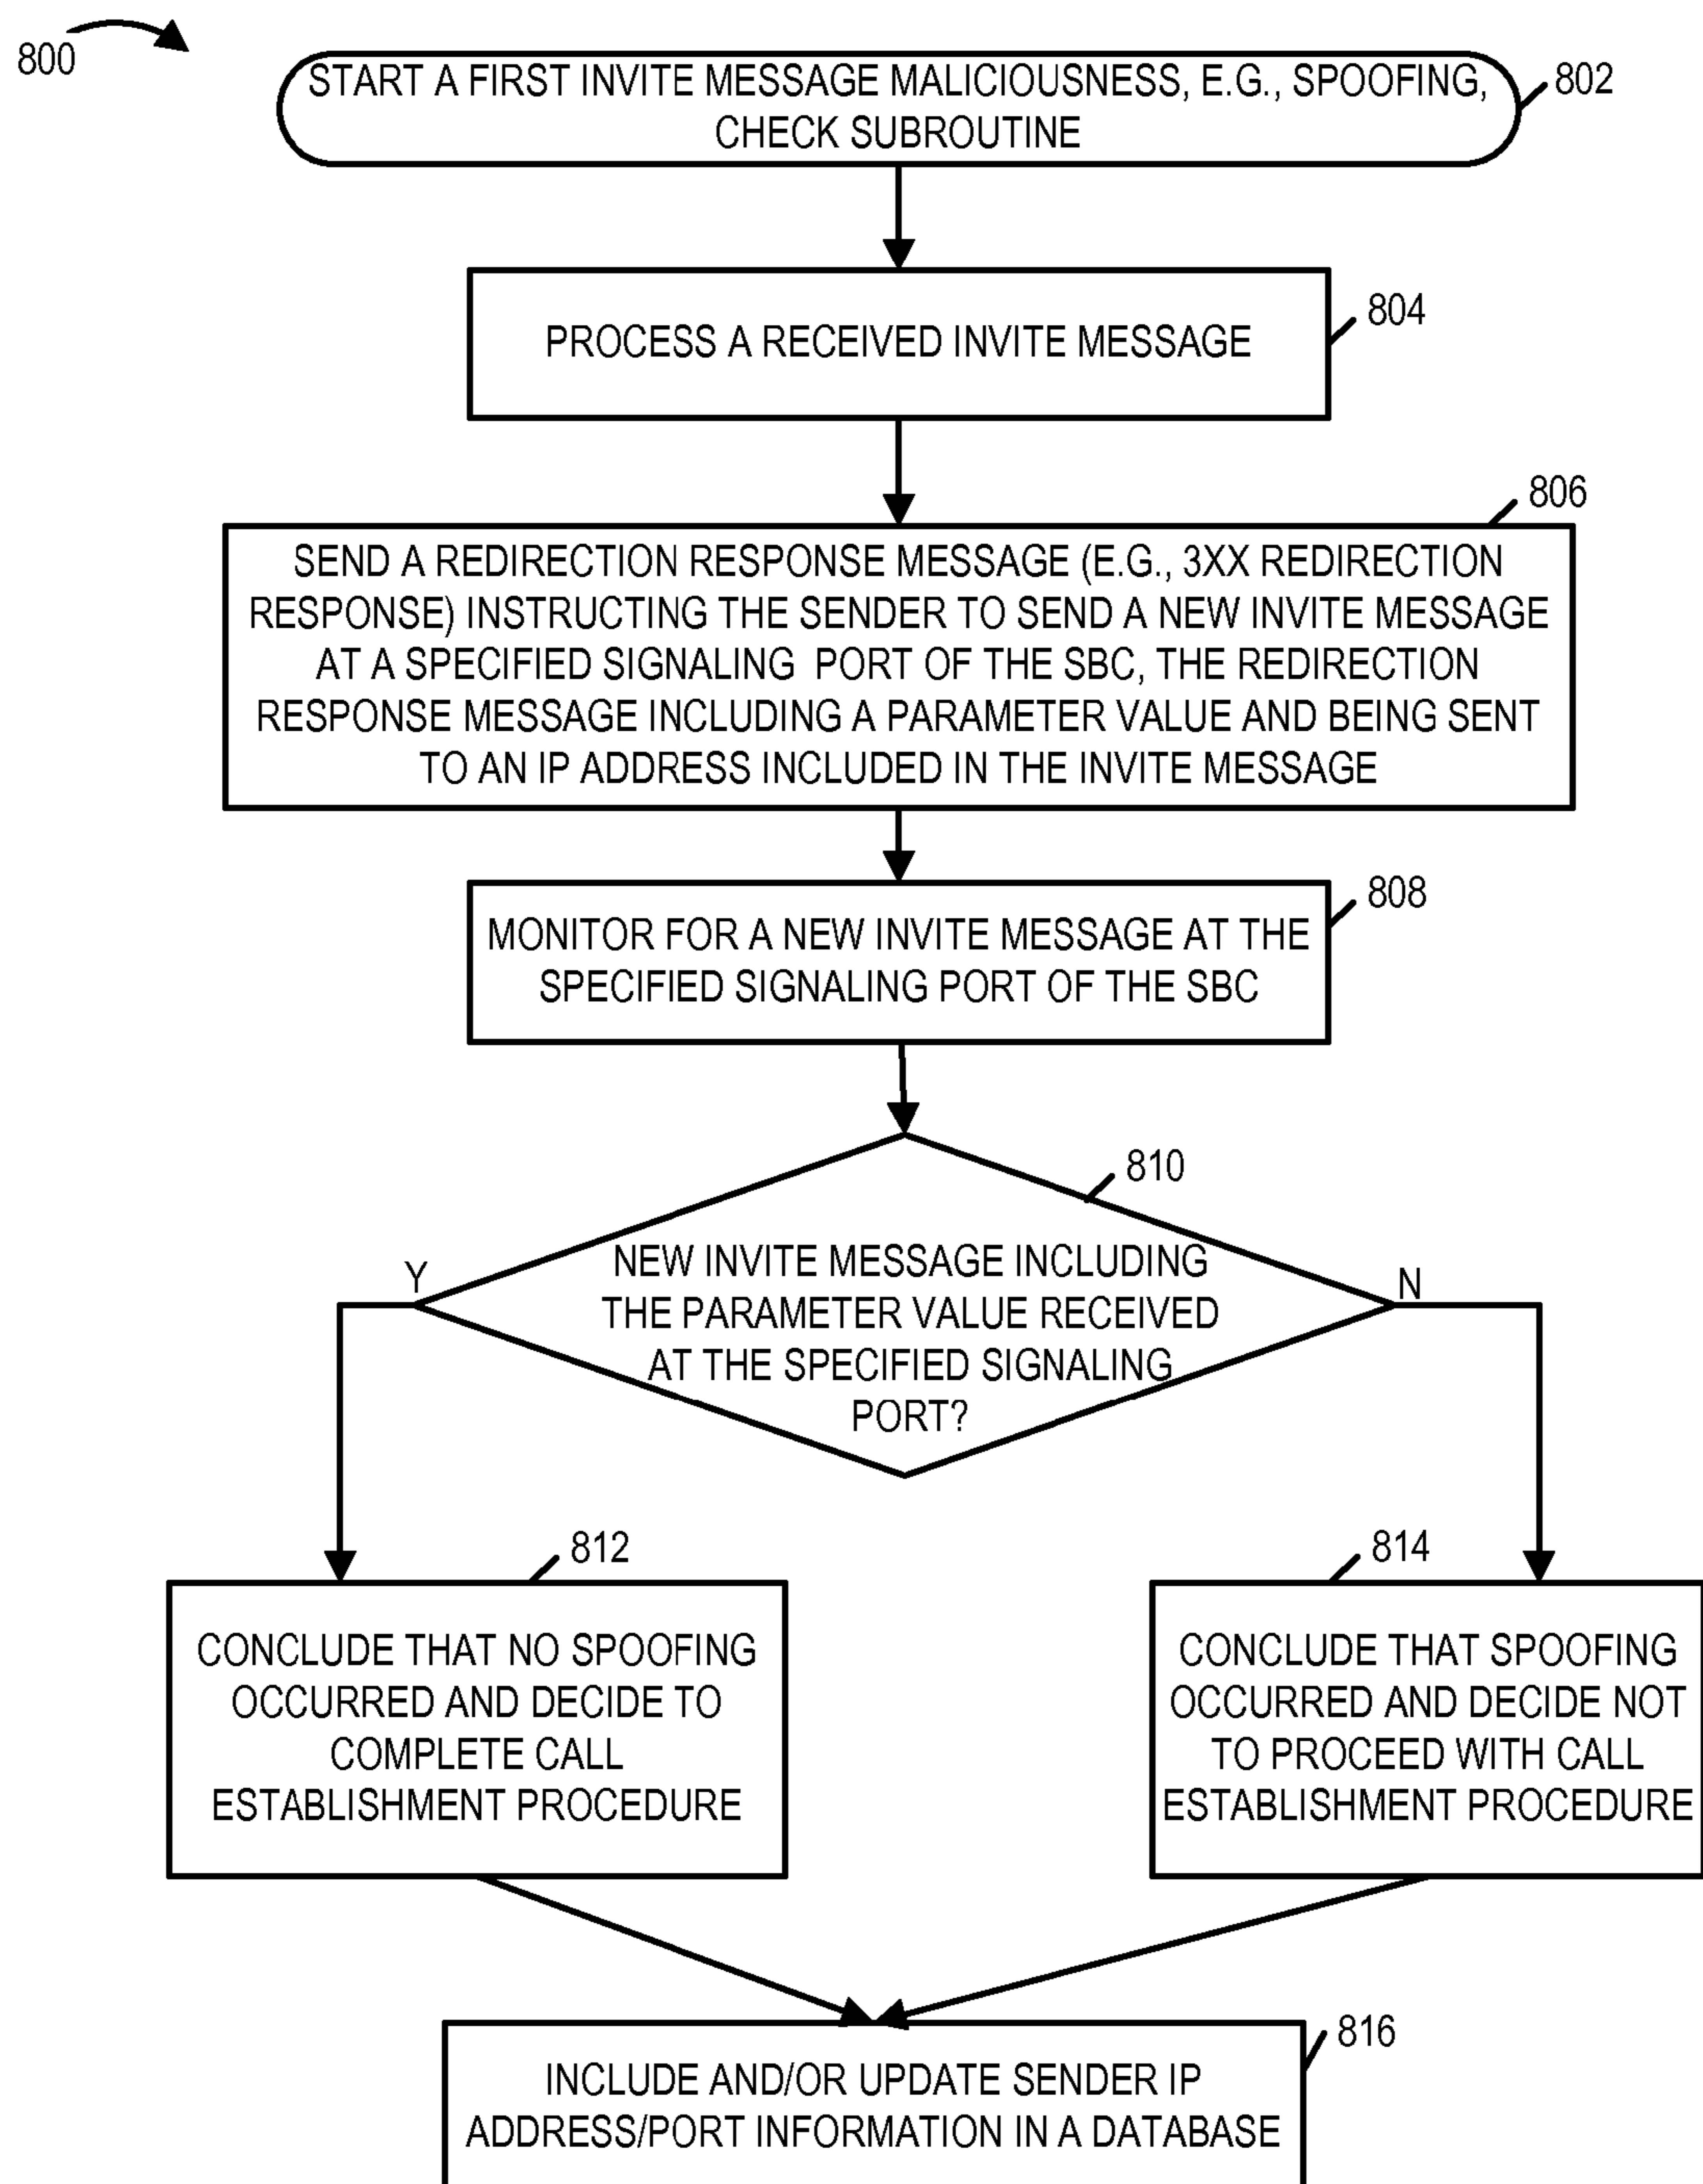 800
START A FIRST INVITE MESSAGE MALICIOUSNESS, E.G., SPOOFING,
CHECK SUBROUTINE
802
PROCESS A RECEIVED INVITE MESSAGE
804
806
SEND A REDIRECTION RESPONSE MESSAGE (E.G., 3XX REDIRECTION
RESPONSE) INSTRUCTING THE SENDER TO SEND A NEW INVITE MESSAGE
AT A SPECIFIED SIGNALING PORT OF THE SBC, THE REDIRECTION
RESPONSE MESSAGE INCLUDING A PARAMETER VALUE AND BEING SENT
TO AN IP ADDRESS INCLUDED IN THE INVITE MESSAGE
808
MONITOR FOR A NEW INVITE MESSAGE AT THE
SPECIFIED SIGNALING PORT OF THE SBC
810
Y
N
NEW INVITE MESSAGE INCLUDING
THE PARAMETER VALUE RECEIVED
AT THE SPECIFIED SIGNALING
PORT?
812
CONCLUDE THAT NO SPOOFING
OCCURRED AND DECIDE TO
COMPLETE CALL
ESTABLISHMENT PROCEDURE
814
CONCLUDE THAT SPOOFING
OCCURRED AND DECIDE NOT
TO PROCEED WITH CALL
ESTABLISHMENT PROCEDURE
816
INCLUDE AND/OR UPDATE SENDER IP
ADDRESS/PORT INFORMATION IN A DATABASE